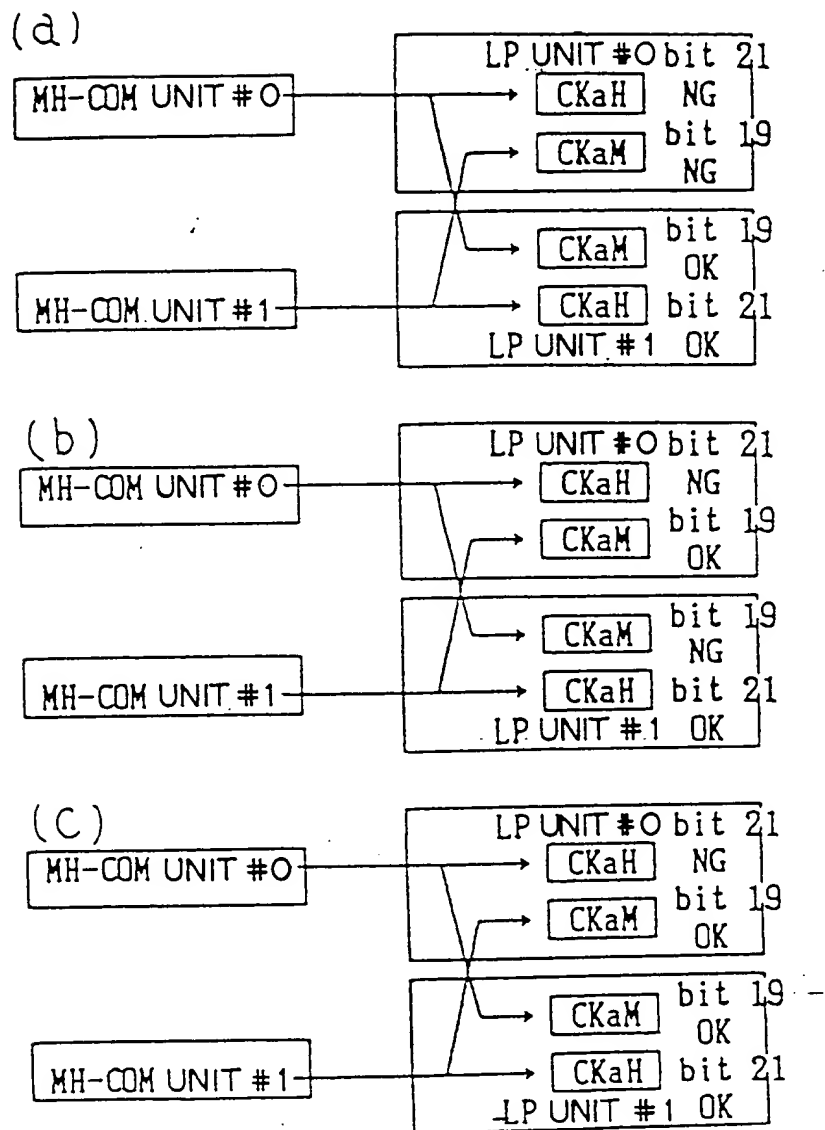 (a)
LP UNIT #0 bit 21
MH-COM UNIT #0
CKaH NG
bit 19
CKaM
NG
bit 19
CKaM
OK
MH-COM UNIT #1
CKaH bit 21
LP UNIT #1 OK
(b)
LP UNIT #0 bit 21
MH-COM UNIT #0
CKaH NG
bit 19
CKaM
OK
bit 19
CKaM
NG
MH-COM UNIT #1
CKaH bit 21
LP UNIT #1 OK
(C)
LP UNIT #0 bit 21
MH-COM UNIT #0
CKaH NG
bit 19
CKaM
OK
bit 19
CKaM
OK
MH-COM UNIT #1
CKaH bit 21
LP UNIT #1 OK